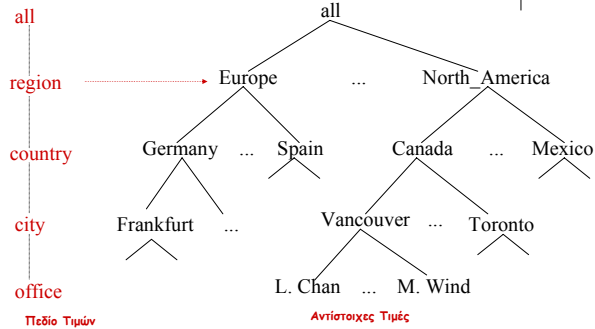 all all
region Europe ... North_America
country Germany ... Spain Canada ... Mexico
city Frankfurt ... Vancouver ... Toronto
office L. Chan ... M. Wind
Πεδίο Τιμών Αντίστοιχες Τιμές